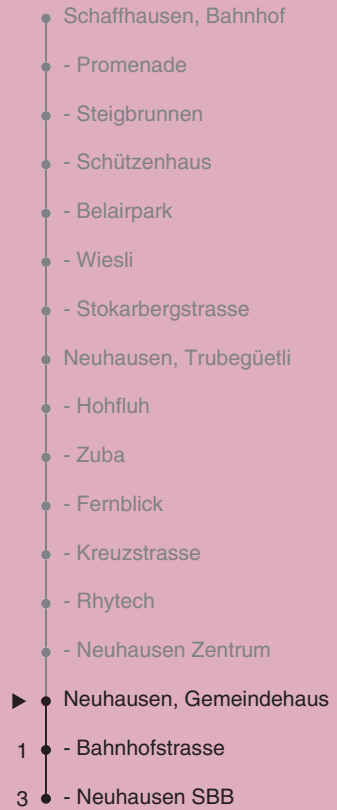 Schaffhausen, Bahnhof
- Promenade
- Steigbrunnen
- Schützenhaus
- Belairpark
- Wiesli
- Stokarbergstrasse
Neuhausen, Trubegüetli
- Hohfluh
- Zuba
- Fernblick
- Kreuzstrasse
- Rhytech
- Neuhausen Zentrum
Neuhausen, Gemeindehaus
1 - Bahnhofstrasse
3 - Neuhausen SBB